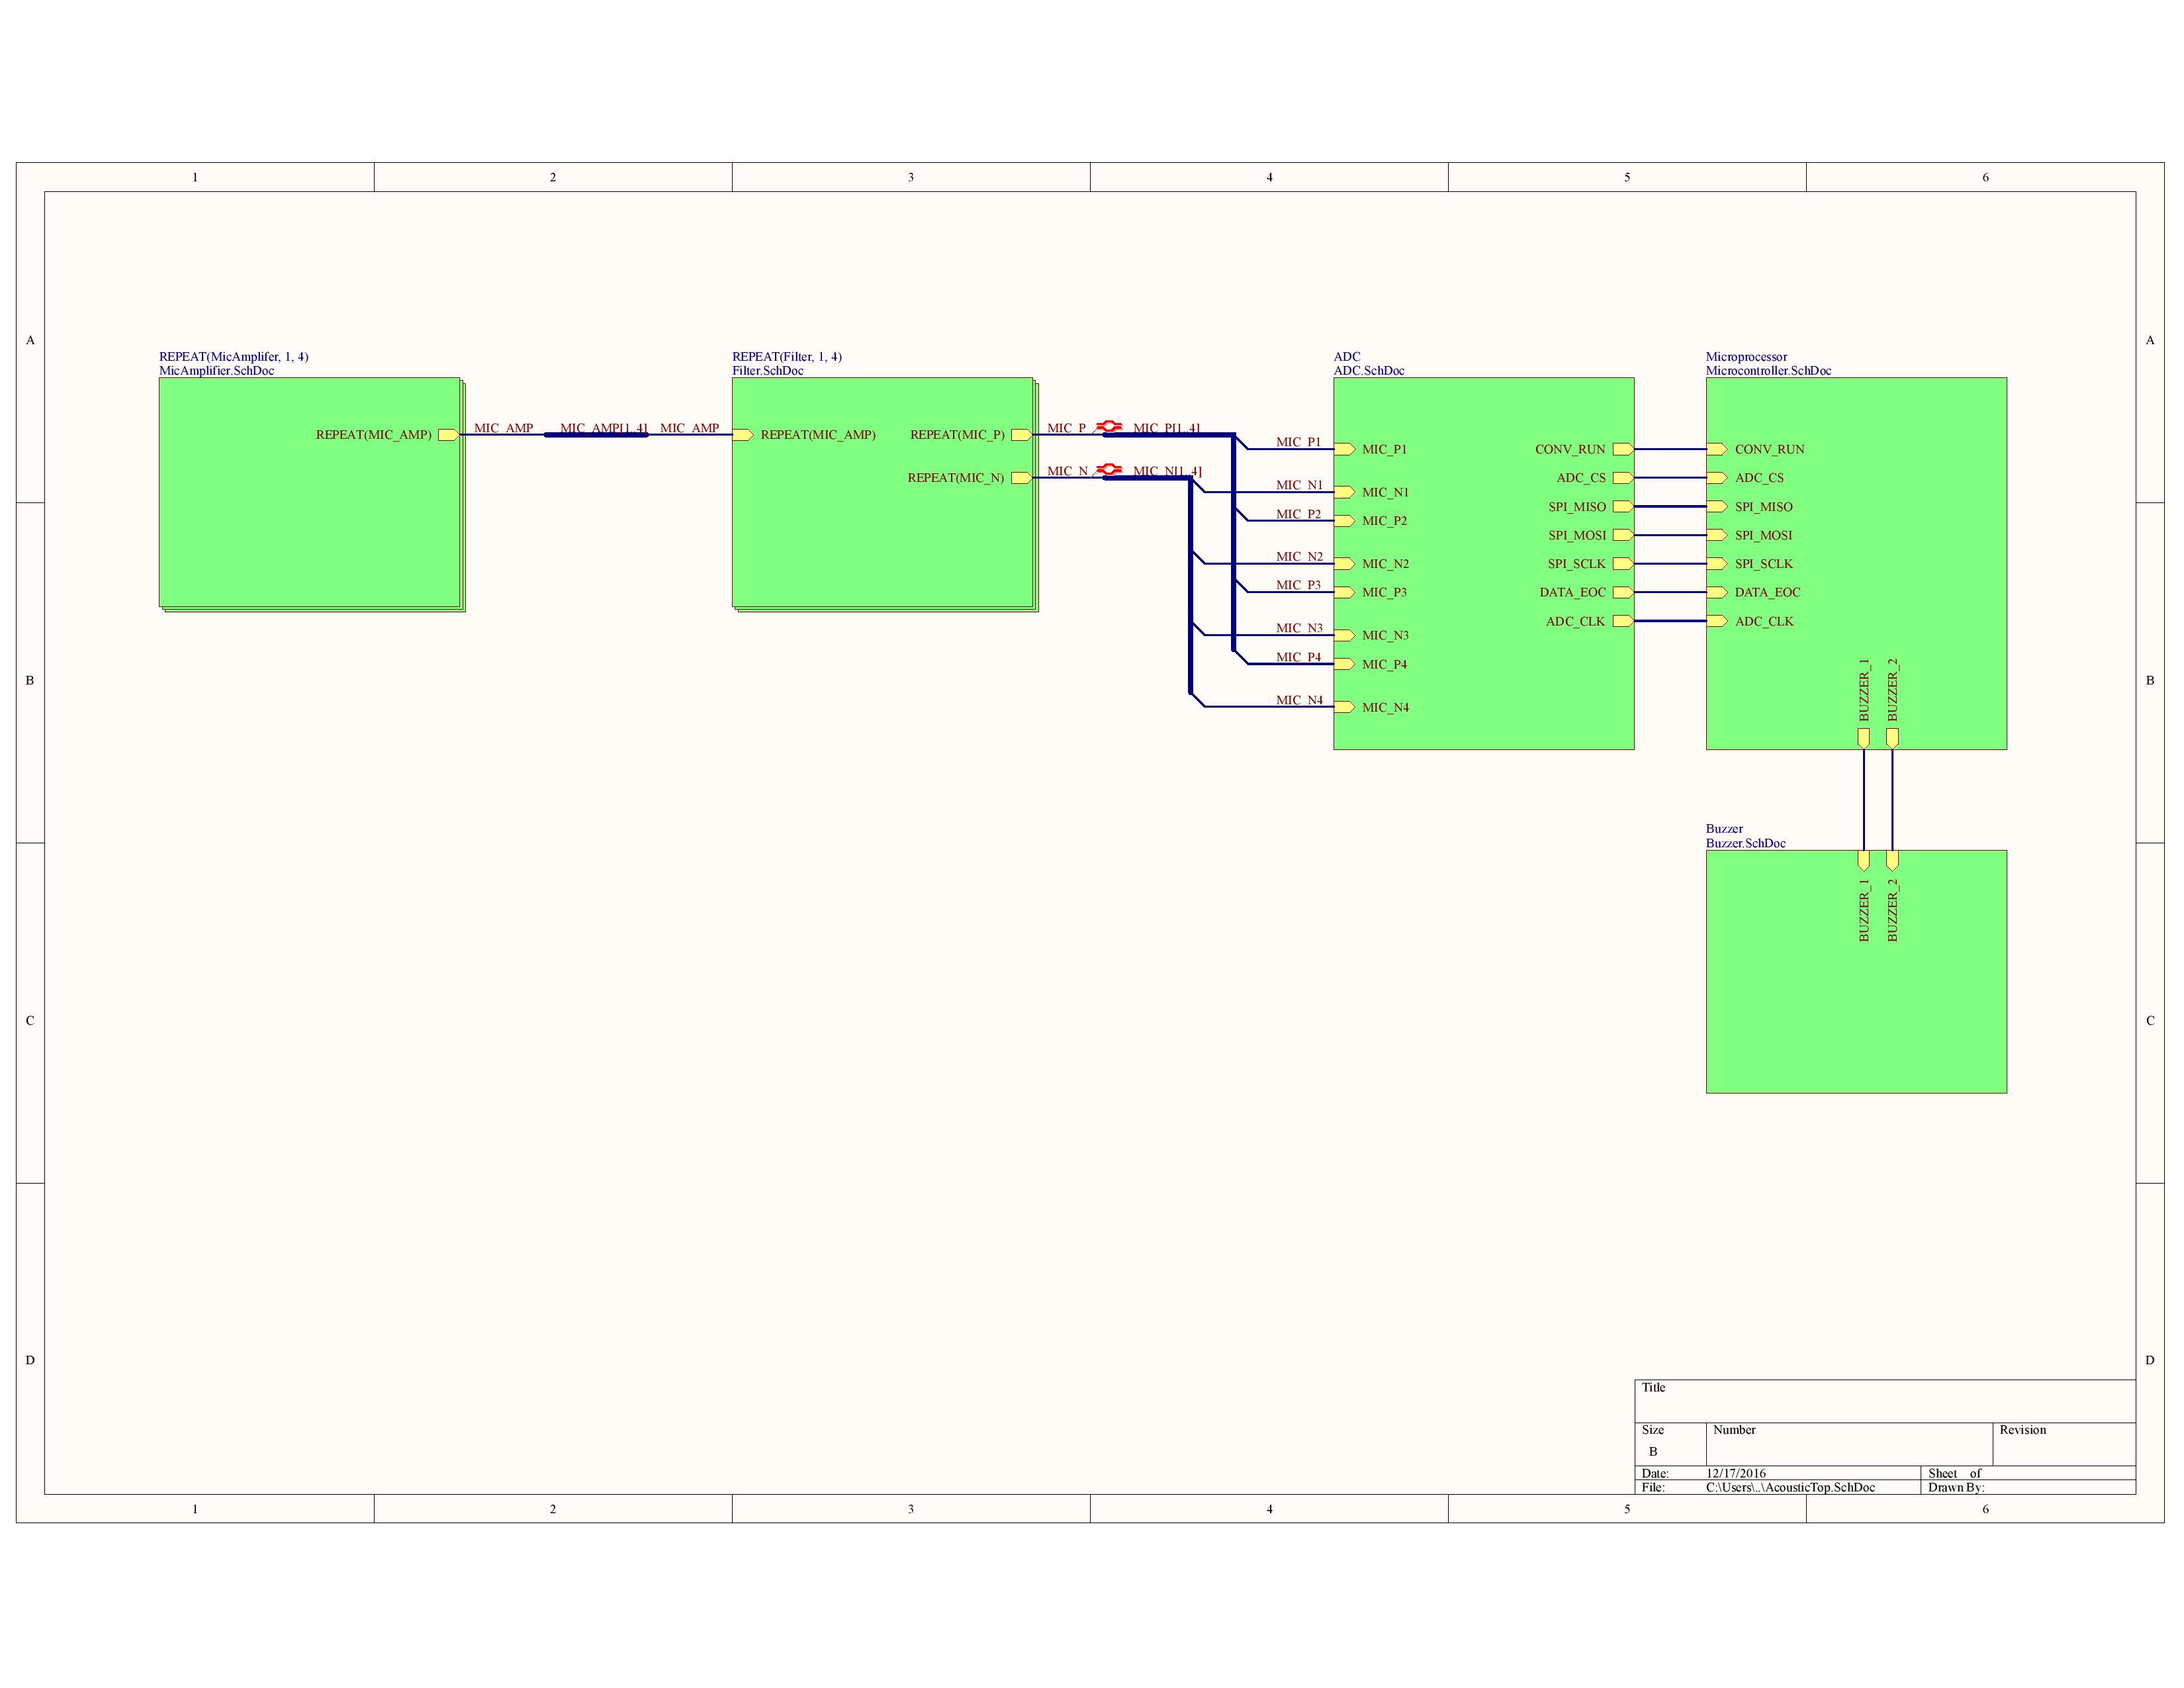 1 2 3 4 5 6
A A
REPEAT(MicAmplifer, 1, 4)
MicAmplifier.SchDoc
REPEAT(MIC_AMP)
MIC_AMP
MIC_AMP[1..4]
MIC_AMP
REPEAT(Filter, 1, 4)
Filter.SchDoc
REPEAT(MIC_AMP)
REPEAT(MIC_P)
REPEAT(MIC_N)
MIC_P
MIC_P[1..4]
MIC_N
MIC_N[1..4]
MIC_P1
MIC_N1
MIC_P2
MIC_N2
MIC_P3
MIC_N3
MIC_P4
MIC_N4
ADC
ADC.SchDoc
MIC_P1
MIC_N1
MIC_P2
MIC_N2
MIC_P3
MIC_N3
MIC_P4
MIC_N4
CONV_RUN
ADC_CS
SPI_MISO
SPI_MOSI
SPI_SCLK
DATA_EOC
ADC_CLK
Microprocessor
Microcontroller.SchDoc
CONV_RUN
ADC_CS
SPI_MISO
SPI_MOSI
SPI_SCLK
DATA_EOC
ADC_CLK
BUZZER_1
BUZZER_2
B B
Buzzer
Buzzer.SchDoc
BUZZER_1
BUZZER_2
C C
D D
Title
Size Number Revision
B
Date: 12/17/2016 Sheet of
File: C:\Users\..\AcousticTop.SchDoc Drawn By:
1 2 3 4 5 6